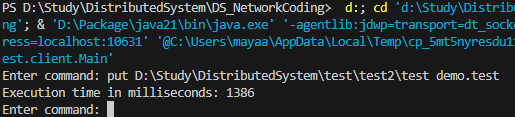 PS D:\Study\DistributedSystem\DS_NetworkCoding>  d:; cd 'd:\Study\Distribu
ng'; & 'D:\Package\java21\bin\java.exe' '-agentlib:jdwp=transport=dt_sock
ress=localhost:10631' '@C:\Users\mayaa\AppData\Local\Temp\cp_5mt5nyresdu1
est.client.Main'
Enter command: put D:\Study\DistributedSystem\test\test2\test demo.test
Execution time in milliseconds: 1386
Enter command: